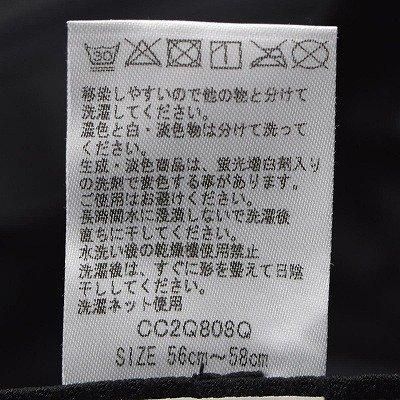 30
移染しやすいので他の物と分けて
洗濯してください。
濃色と白・淡色物は分けて洗って
ください。
生成・淡色商品は、蛍光増白剤入り
の洗剤で変色する事があります。
ご使用はお避けください。
長時間水に浸漬しないで洗濯後
直ちに干してください。
水洗い後の乾燥機使用禁止
洗濯後は、すぐに形を整えて日陰
干ししてください。
洗濯ネット使用
CC2Q808Q
SIZE 56cm～58cm